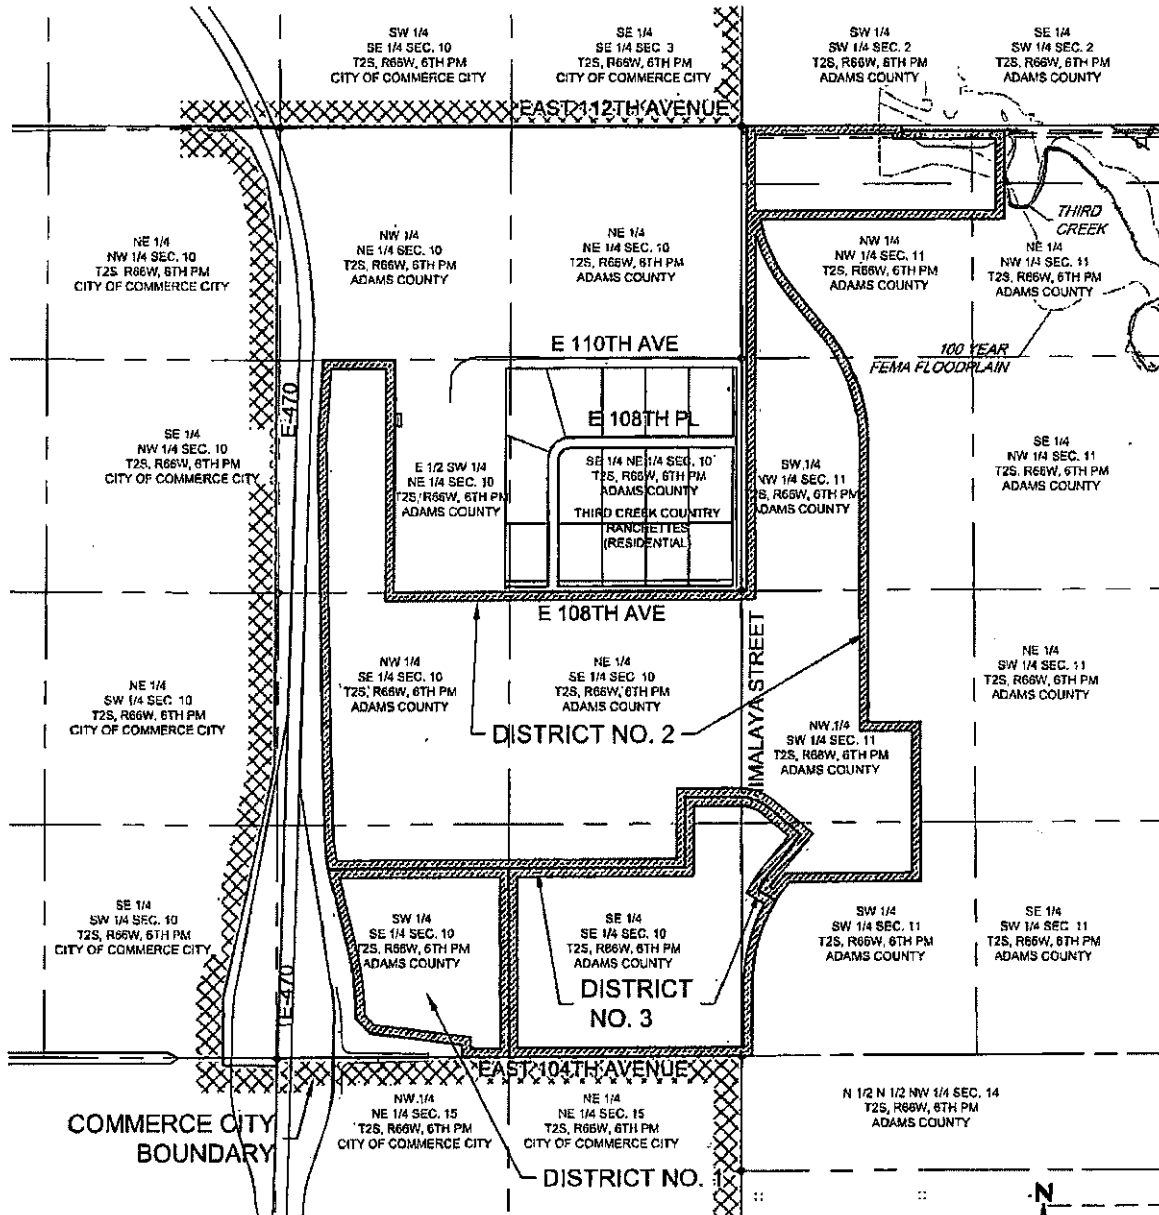 SW 1/4
SE 1/4 SEC. 10
T2S, R66W, 6TH PM
CITY OF COMMERCE CITY
SE 1/4
SE 1/4 SEC 3
T2S, R66W, 6TH PM
CITY OF COMMERCE CITY
SW 1/4
SW 1/4 SEC. 2
T2S, R66W, 6TH PM
ADAMS COUNTY
SE 1/4
SW 1/4 SEC. 2
T2S, R66W, 6TH PM
ADAMS COUNTY
EAST 112TH AVENUE
THIRD
CREEK
NE 1/4
NW 1/4 SEC. 10
T2S, R66W, 6TH PM
CITY OF COMMERCE CITY
NW 1/4
NE 1/4 SEC. 10
T2S, R66W, 6TH PM
ADAMS COUNTY
NE 1/4
NE 1/4 SEC. 10
T2S, R66W, 6TH PM
ADAMS COUNTY
NW 1/4
NW 1/4 SEC. 11
T2S, R66W, 6TH PM
ADAMS COUNTY
NE 1/4
NW 1/4 SEC. 11
T2S, R66W, 6TH PM
ADAMS COUNTY
E 110TH AVE
100 YEAR
FEMA FLOODPLAIN
E-470
E 108TH PL
SE 1/4
NW 1/4 SEC. 10
T2S, R66W, 6TH PM
CITY OF COMMERCE CITY
E 1/2 SW 1/4
NE 1/4 SEC. 10
T2S, R66W, 6TH PM
ADAMS COUNTY
SE 1/4 NE 1/4 SEC. 10
T2S, R66W, 6TH PM
ADAMS COUNTY
THIRD CREEK COUNTRY
RANCHETTES
(RESIDENTIAL)
SW 1/4
NW 1/4 SEC. 11
T2S, R66W, 6TH PM
ADAMS COUNTY
SE 1/4
NW 1/4 SEC. 11
T2S, R66W, 6TH PM
ADAMS COUNTY
E 108TH AVE
IMALAYA STREET
NE 1/4
SW 1/4 SEC. 10
T2S, R66W, 6TH PM
CITY OF COMMERCE CITY
NW 1/4
SE 1/4 SEC. 10
T2S, R66W, 6TH PM
ADAMS COUNTY
NE 1/4
SE 1/4 SEC. 10
T2S, R66W, 6TH PM
ADAMS COUNTY
NE 1/4
SW 1/4 SEC. 11
T2S, R66W, 6TH PM
ADAMS COUNTY
DISTRICT NO. 2
NW 1/4
SW 1/4 SEC. 11
T2S, R66W, 6TH PM
ADAMS COUNTY
SE 1/4
SW 1/4 SEC. 10
T2S, R66W, 6TH PM
CITY OF COMMERCE CITY
SW 1/4
SE 1/4 SEC. 10
T2S, R66W, 6TH PM
ADAMS COUNTY
SE 1/4
SE 1/4 SEC. 10
T2S, R66W, 6TH PM
ADAMS COUNTY
SW 1/4
SW 1/4 SEC. 11
T2S, R66W, 6TH PM
ADAMS COUNTY
SE 1/4
SW 1/4 SEC. 11
T2S, R66W, 6TH PM
ADAMS COUNTY
E-470
DISTRICT
NO. 3
EAST 104TH AVENUE
COMMERCE CITY
BOUNDARY
NW 1/4
NE 1/4 SEC. 15
T2S, R66W, 6TH PM
CITY OF COMMERCE CITY
NE 1/4
NE 1/4 SEC. 15
T2S, R66W, 6TH PM
CITY OF COMMERCE CITY
N 1/2 N 1/2 NW 1/4 SEC. 14
T2S, R66W, 6TH PM
ADAMS COUNTY
DISTRICT NO. 1
N